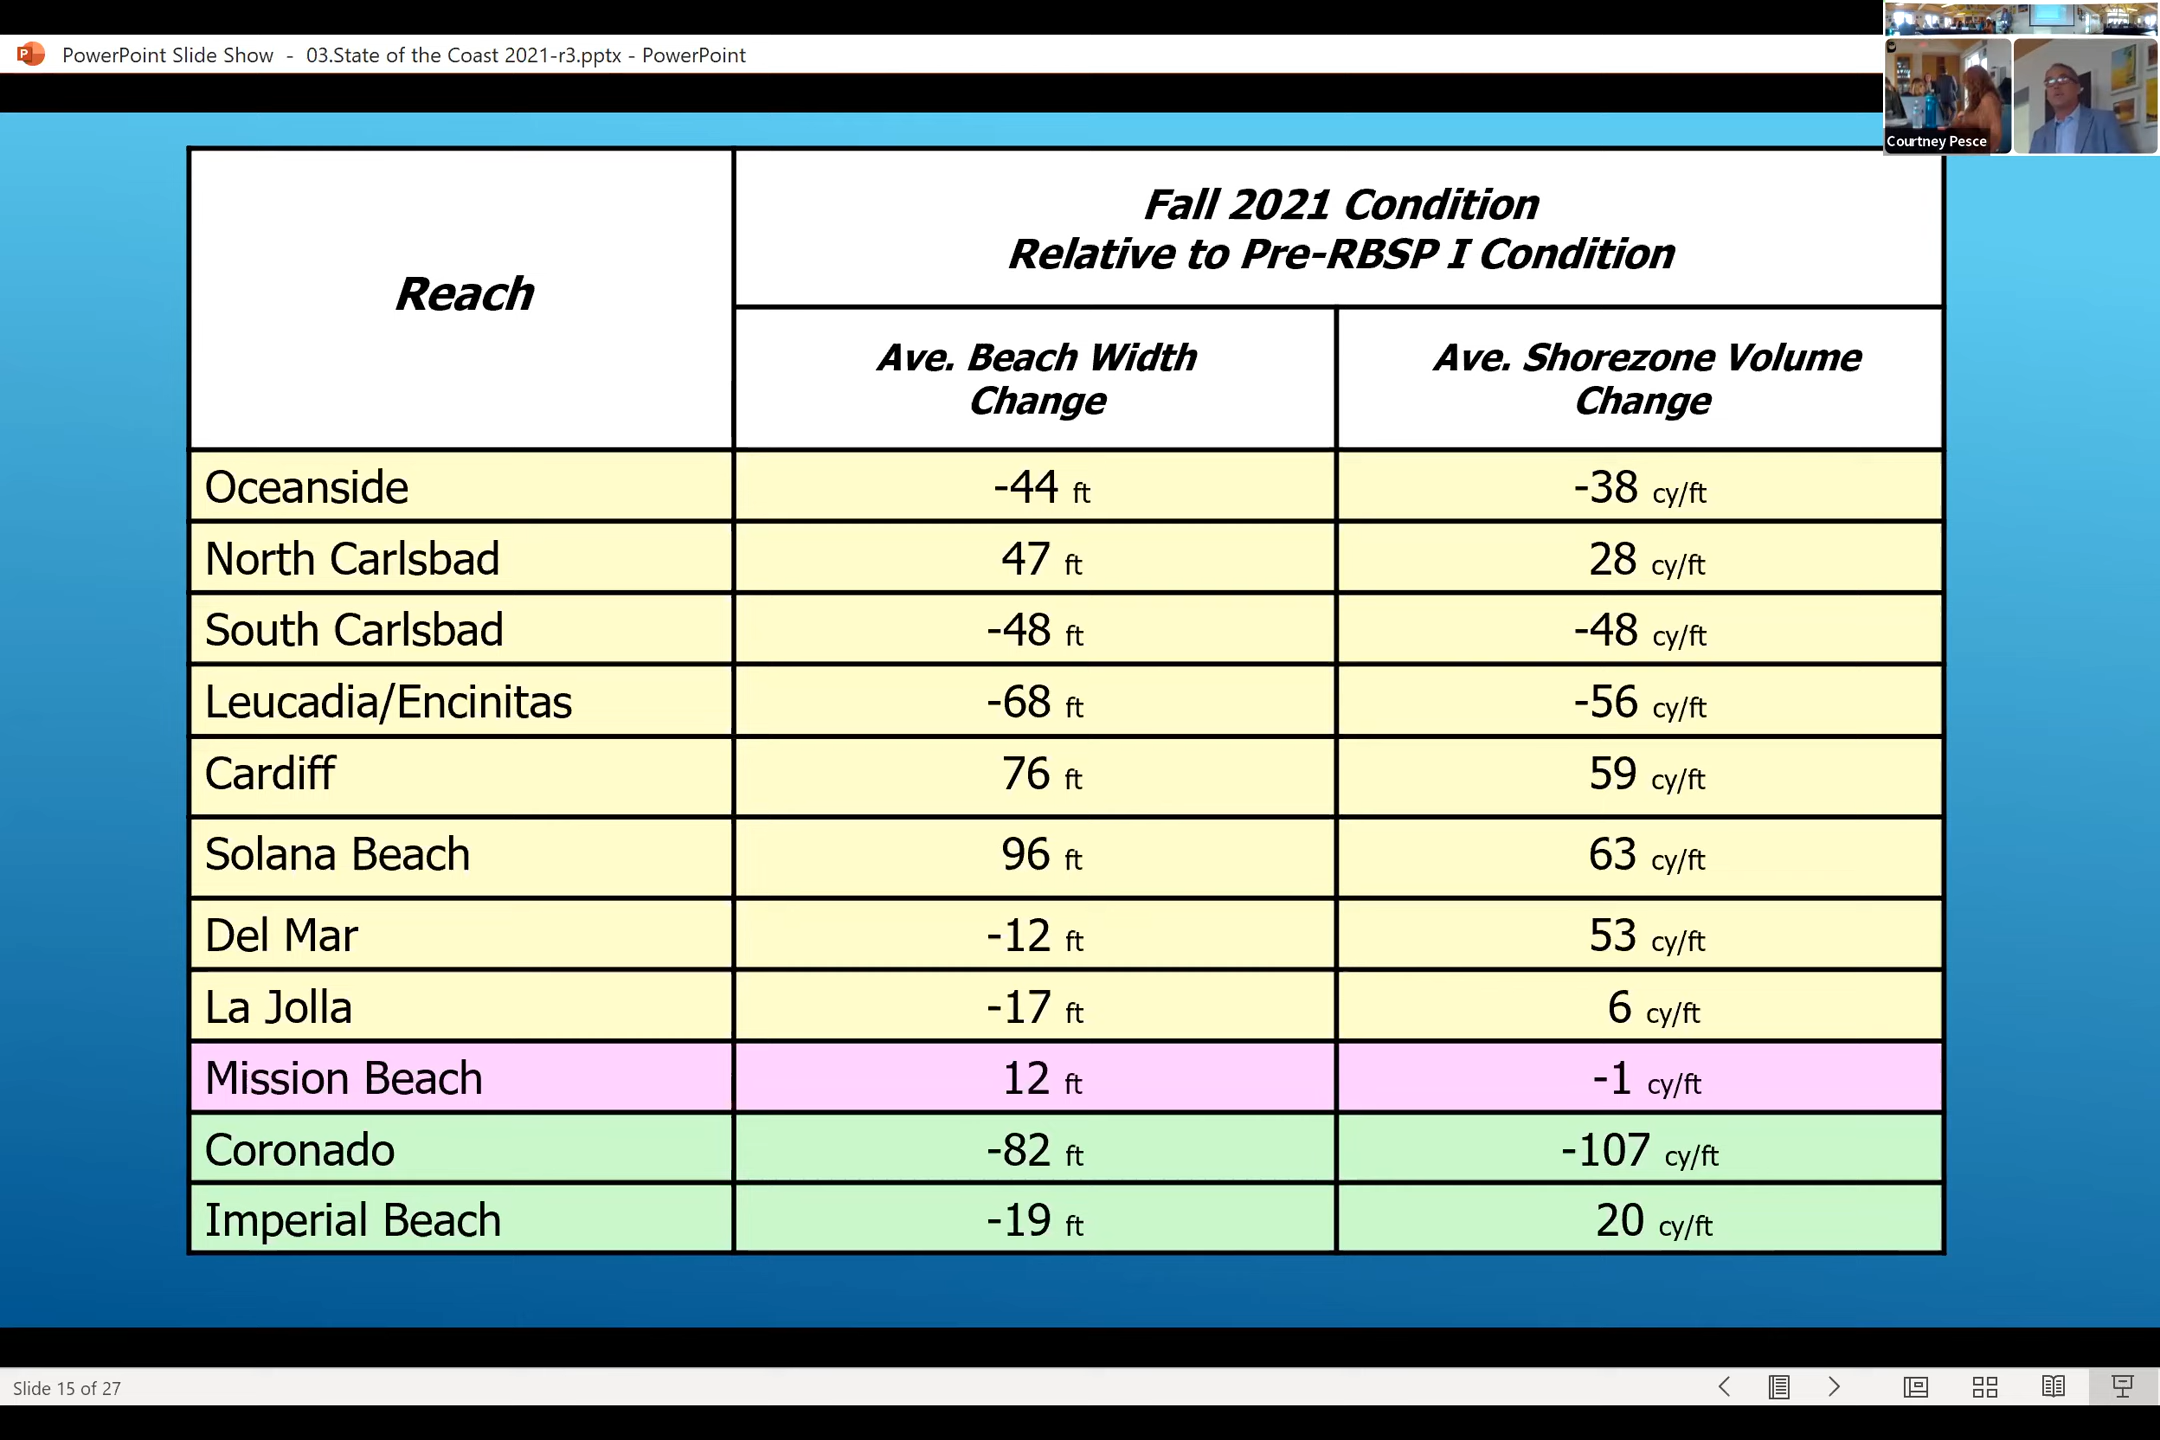 PowerPoint Slide Show - 03.State of the Coast 2021-r3.pptx - PowerPoint
Courtney Pesce
Reach
Fall 2021 Condition
Relative to Pre-RBSP I Condition
Ave. Beach Width
Change
Ave. Shorezone Volume
Change
Oceanside -44 ft -38 cy/ft
North Carlsbad 47 ft 28 cy/ft
South Carlsbad -48 ft -48 cy/ft
Leucadia/Encinitas -68 ft -56 cy/ft
Cardiff 76 ft 59 cy/ft
Solana Beach 96 ft 63 cy/ft
Del Mar -12 ft 53 cy/ft
La Jolla -17 ft 6 cy/ft
Mission Beach 12 ft -1 cy/ft
Coronado -82 ft -107 cy/ft
Imperial Beach -19 ft 20 cy/ft
Slide 15 of 27